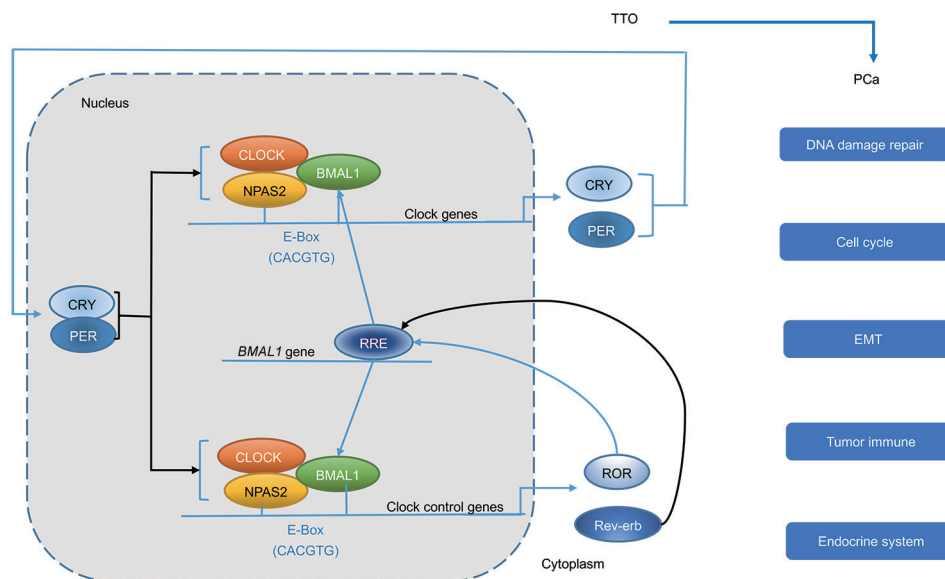 TTO
PCa
Nucleus
CLOCK
BMAL1
NPAS2
Clock genes
E-Box
(CACGTG)
CRY
PER
CRY
PER
RRE
BMAL1 gene
CLOCK
BMAL1
NPAS2
Clock control genes
E-Box
(CACGTG)
ROR
Rev-erb
Cytoplasm
DNA damage repair
Cell cycle
EMT
Tumor immune
Endocrine system